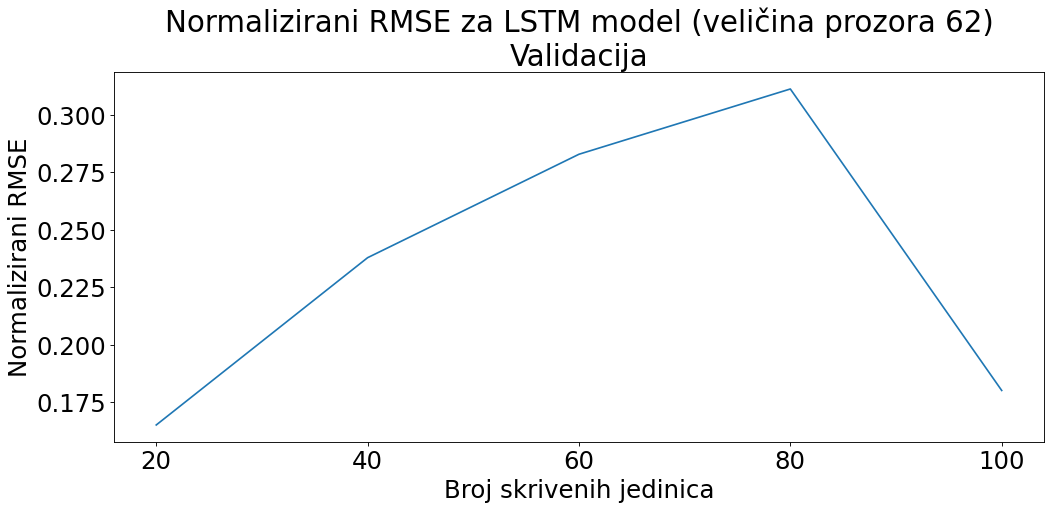 Normalizirani RMSE za LSTM model (veličina prozora 62)
Validacija
Normalizirani RMSE
0.300
0.275
0.250
0.225
0.200
0.175
20 40 60 80 100
Broj skrivenih jedinica